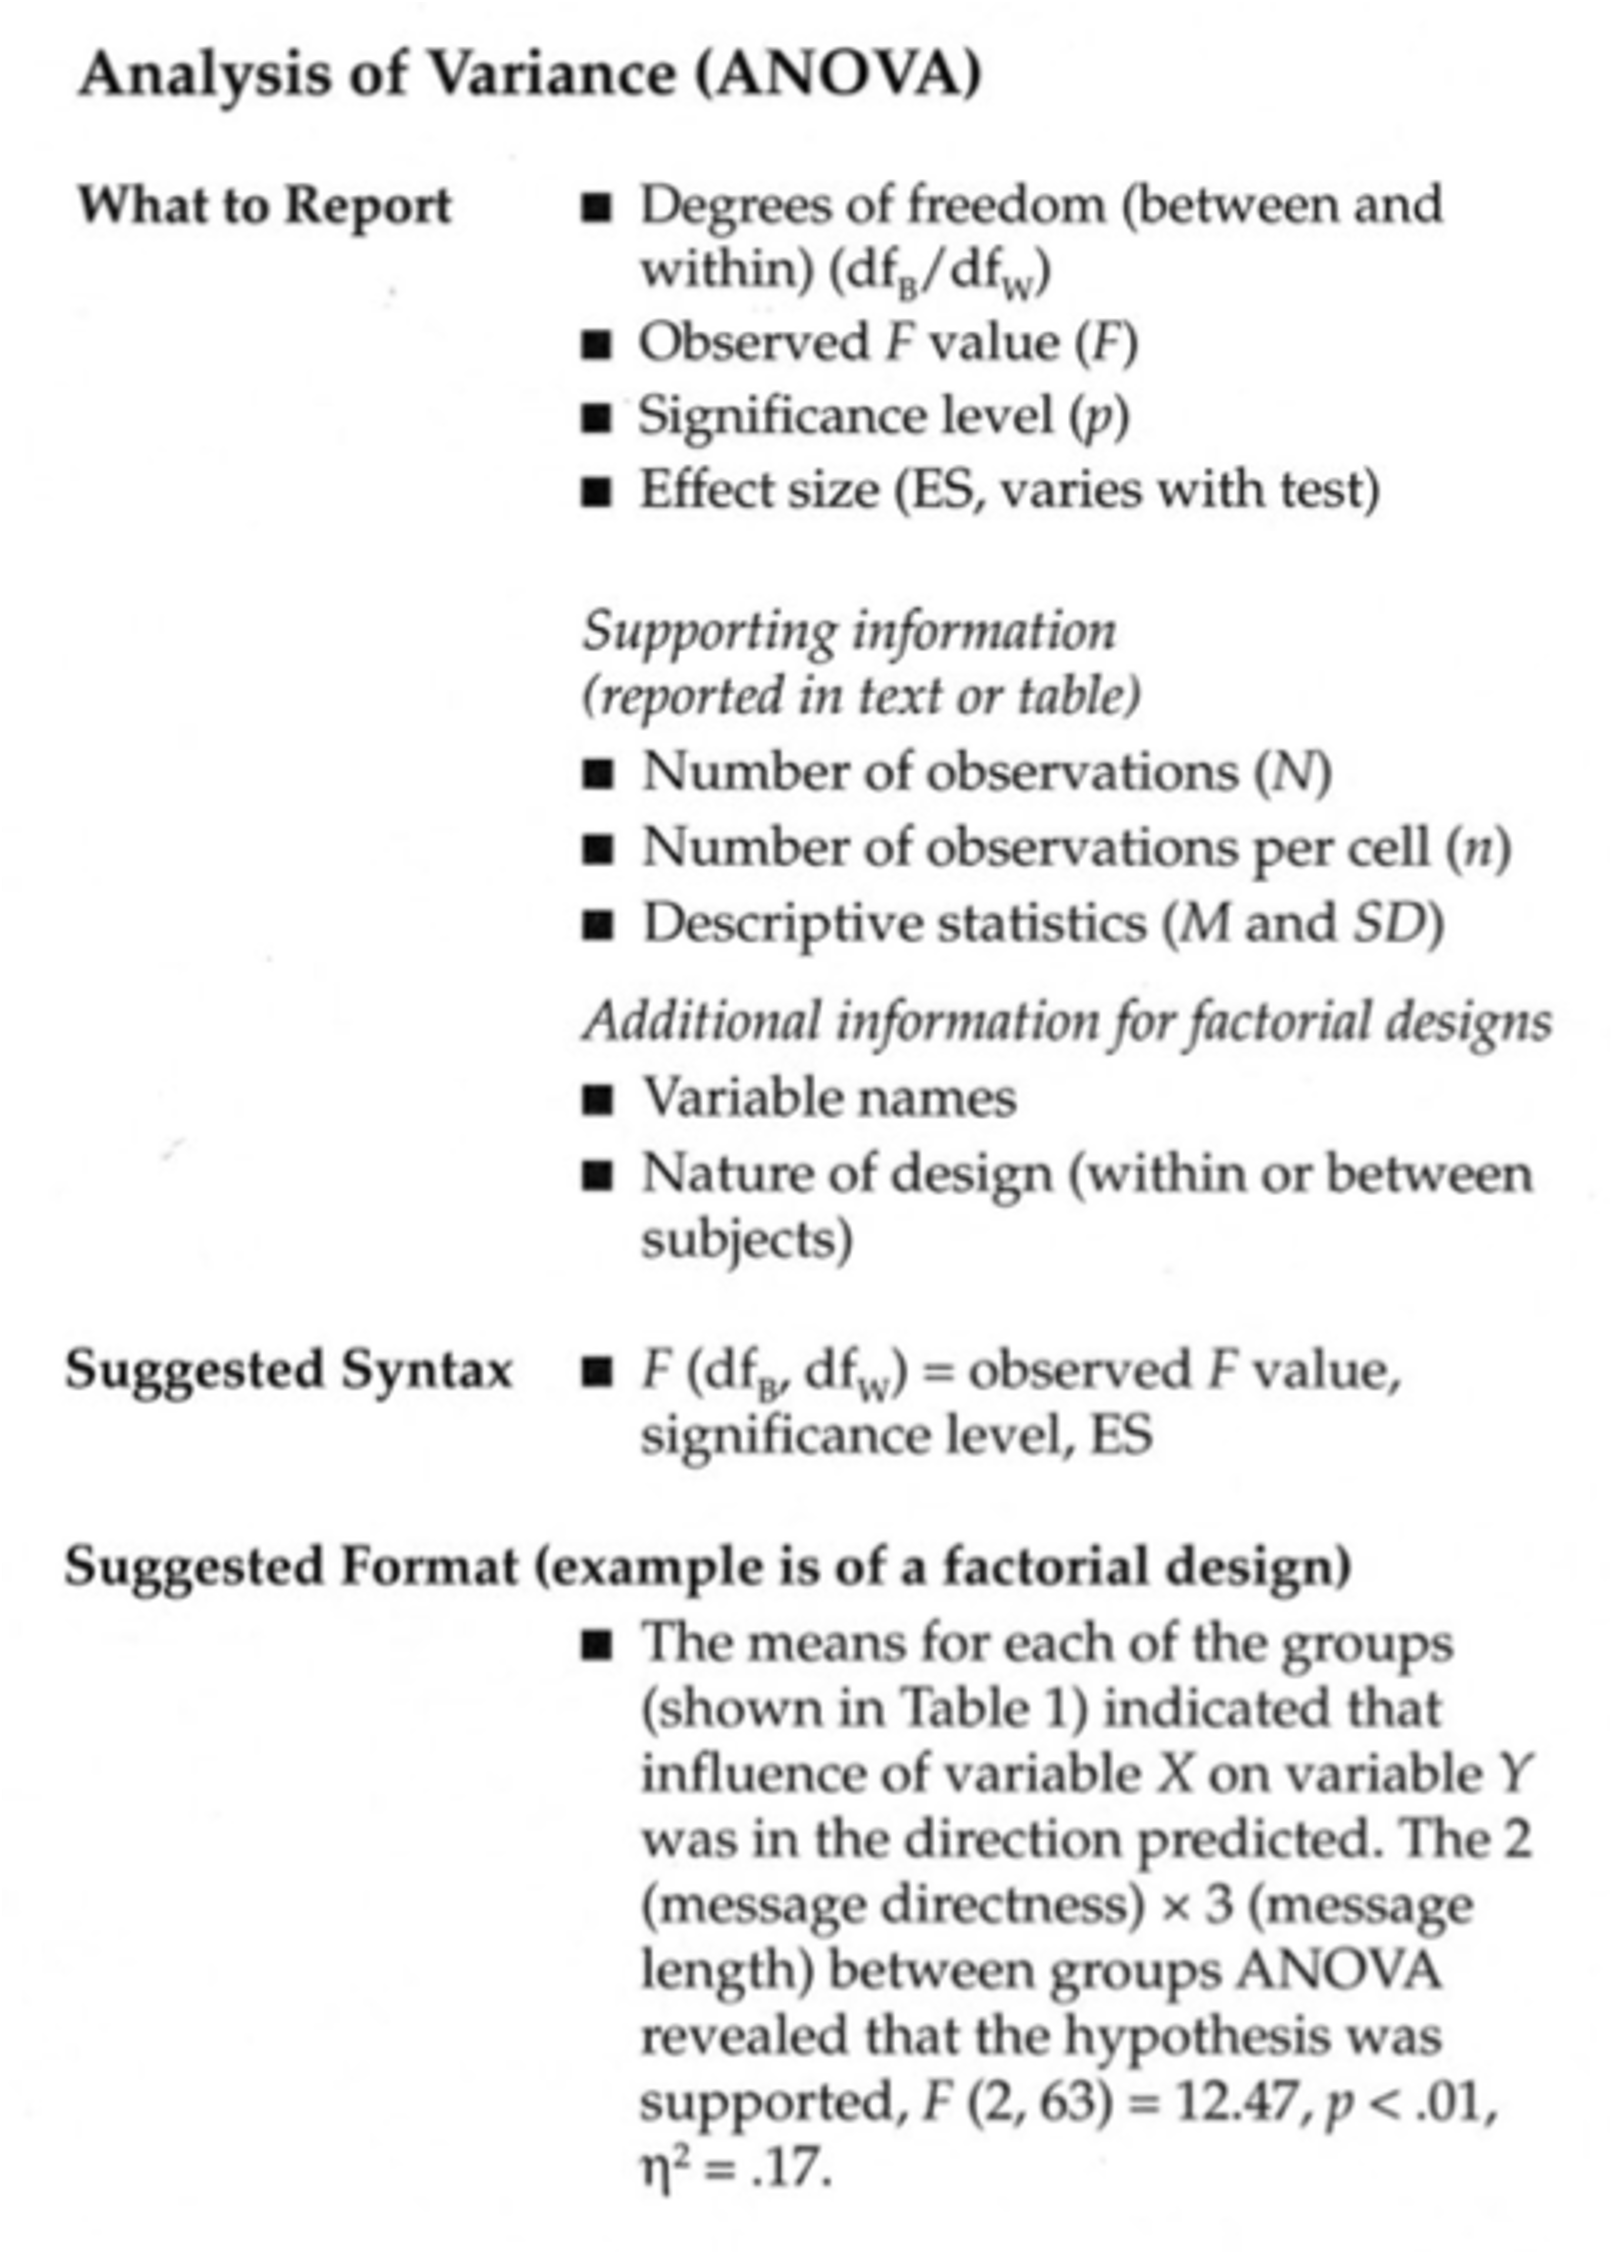 Analysis of Variance (ANOVA)
What to Report
■ Degrees of freedom (between and
within) (df_B/df_W)
■ Observed F value (F)
■ Significance level (p)
■ Effect size (ES, varies with test)
Supporting information
(reported in text or table)
■ Number of observations (N)
■ Number of observations per cell (n)
■ Descriptive statistics (M and SD)
Additional information for factorial designs
■ Variable names
■ Nature of design (within or between
subjects)
Suggested Syntax
■ F (df_B, df_W) = observed F value,
significance level, ES
Suggested Format (example is of a factorial design)
■ The means for each of the groups
(shown in Table 1) indicated that
influence of variable X on variable Y
was in the direction predicted. The 2
(message directness) × 3 (message
length) between groups ANOVA
revealed that the hypothesis was
supported, F (2, 63) = 12.47, p < .01,
η² = .17.